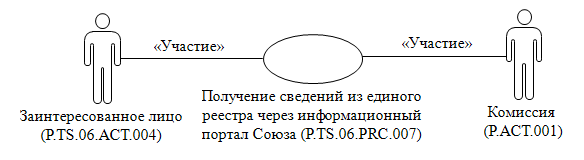 «Участие»
«Участие»
Заинтересованное лицо
(P.TS.06.ACT.004)
Получение сведений из единого
реестра через информационный
портал Союза (P.TS.06.PRC.007)
Комиссия
(P.ACT.001)